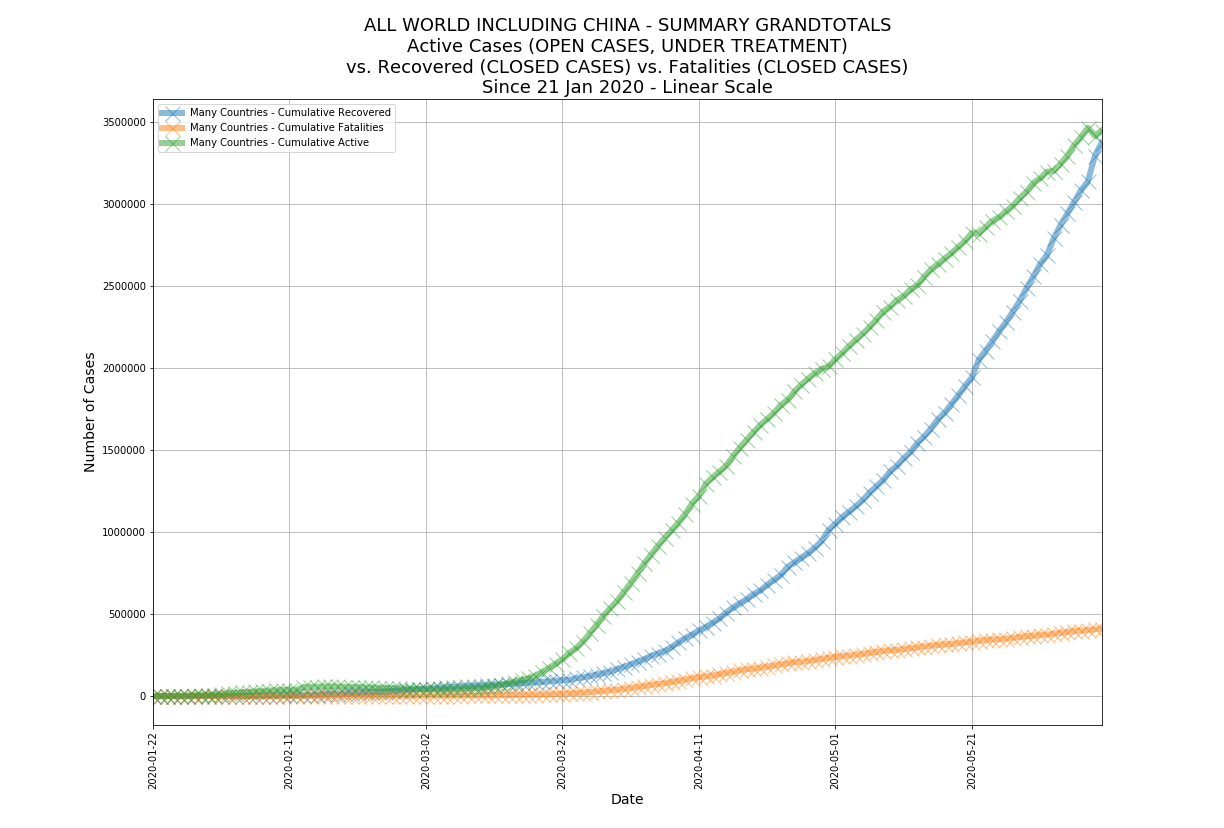 ALL WORLD INCLUDING CHINA - SUMMARY GRANDTOTALS
Active Cases (OPEN CASES, UNDER TREATMENT)
vs. Recovered (CLOSED CASES) vs. Fatalities (CLOSED CASES)
Since 21 Jan 2020 - Linear Scale
Many Countries - Cumulative Recovered
Many Countries - Cumulative Fatalities
Many Countries - Cumulative Active
Number of Cases
3500000
3000000
2500000
2000000
1500000
1000000
500000
0
2020-01-22
2020-02-11
2020-03-02
2020-03-22
2020-04-11
2020-05-01
2020-05-21
Date